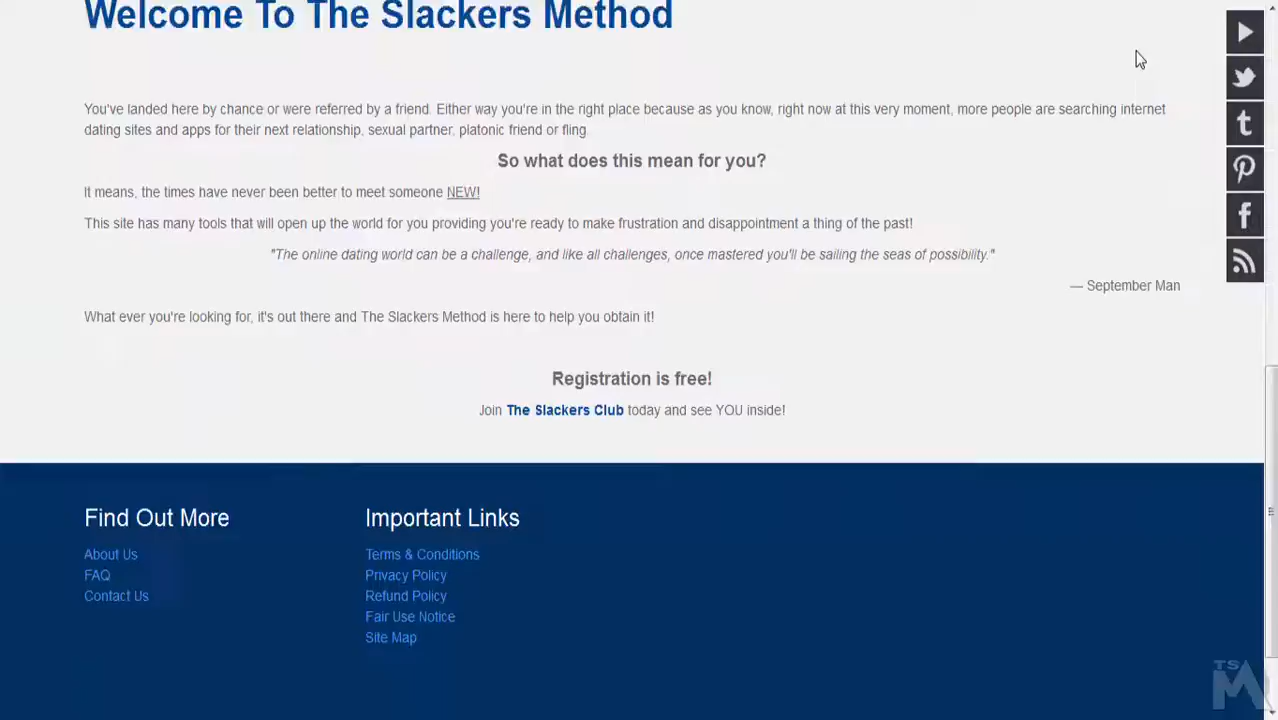 Welcome To The Slackers Method
You've landed here by chance or were referred by a friend. Either way you're in the right place because as you know, right now at this very moment, more people are searching internet
dating sites and apps for their next relationship, sexual partner, platonic friend or fling.
So what does this mean for you?
It means, the times have never been better to meet someone NEW!
This site has many tools that will open up the world for you providing you're ready to make frustration and disappointment a thing of the past!
"The online dating world can be a challenge, and like all challenges, once mastered you'll be sailing the seas of possibility."
— September Man
What ever you're looking for, it's out there and The Slackers Method is here to help you obtain it!
Registration is free!
Join The Slackers Club today and see YOU inside!
Find Out More
About Us
FAQ
Contact Us
Important Links
Terms & Conditions
Privacy Policy
Refund Policy
Fair Use Notice
Site Map
TSM